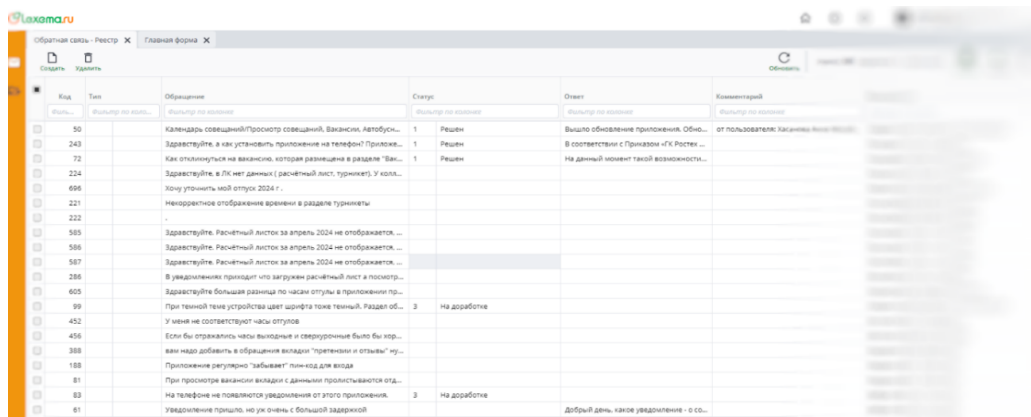 Glaxema.ru
Обратная связь - Реестр X Главная форма X
Создать Удалить Обновить
Код Тип Обращение Статус Ответ Комментарий
Филь... Фильтр по коло... Фильтр по колонке Фильтр по колонке Фильтр по колонке Фильтр по колонке
50 Календарь совещаний/Просмотр совещаний, Вакансии, Автобусн... 1 Решен Вышло обновление приложения. Обно... от пользователя:
243 Здравствуйте, а как установить приложение на телефон? Приложе... 1 Решен В соответствии с Приказом «ГК Ростех ...
72 Как откликнуться на вакансию, которая размещена в разделе "Вак... 1 Решен На данный момент такой возможности...
224 Здравствуйте, в ЛК нет данных ( расчётный лист, турникет). У колл...
696 Хочу уточнить мой отпуск 2024 г .
221 Некорректное отображение времени в разделе турникеты
222 .
585 Здравствуйте. Расчётный листок за апрель 2024 не отображается. ...
586 Здравствуйте. Расчётный листок за апрель 2024 не отображается. ...
587 Здравствуйте. Расчётный листок за апрель 2024 не отображается. ...
286 В уведомлениях приходит что загружен расчётный лист а посмотр...
605 Здравствуйте большая разница по часам отгулы в приложении пр...
99 При темной теме устройства цвет шрифта тоже темный. Раздел об... 3 На доработке
452 У меня не соответствуют часы отгулов
456 Если бы отражались часы выходные и сверхурочные было бы хор...
388 вам надо добавить в обращения вкладки "претензии и отзывы" ну...
188 Приложение регулярно "забывает" пин-код для входа
81 При просмотре вакансии вкладки с данными пролистываются отд...
83 На телефоне не появляются уведомления от этого приложения. 3 На доработке
61 Уведомление пришло, но уж очень с большой задержкой Добрый день, какое уведомление - о со...